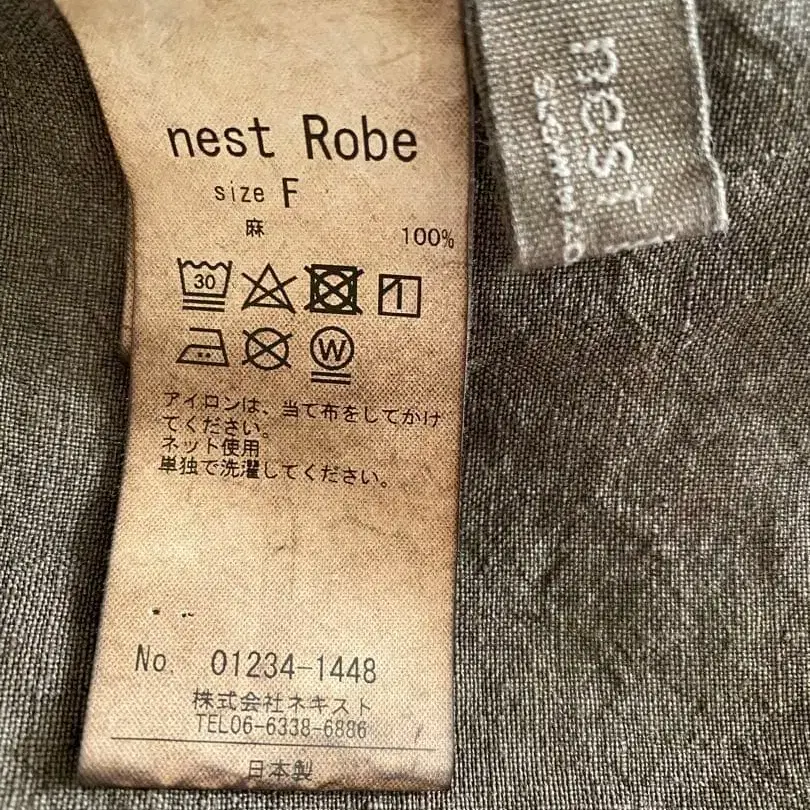 nest Robe
size F
麻 100%
30
W
アイロンは、当て布をしてかけ
てください。
ネット使用
単独で洗濯してください。
No. 01234-1448
株式会社ネキスト
TEL06-6338-6886
日本製
nest